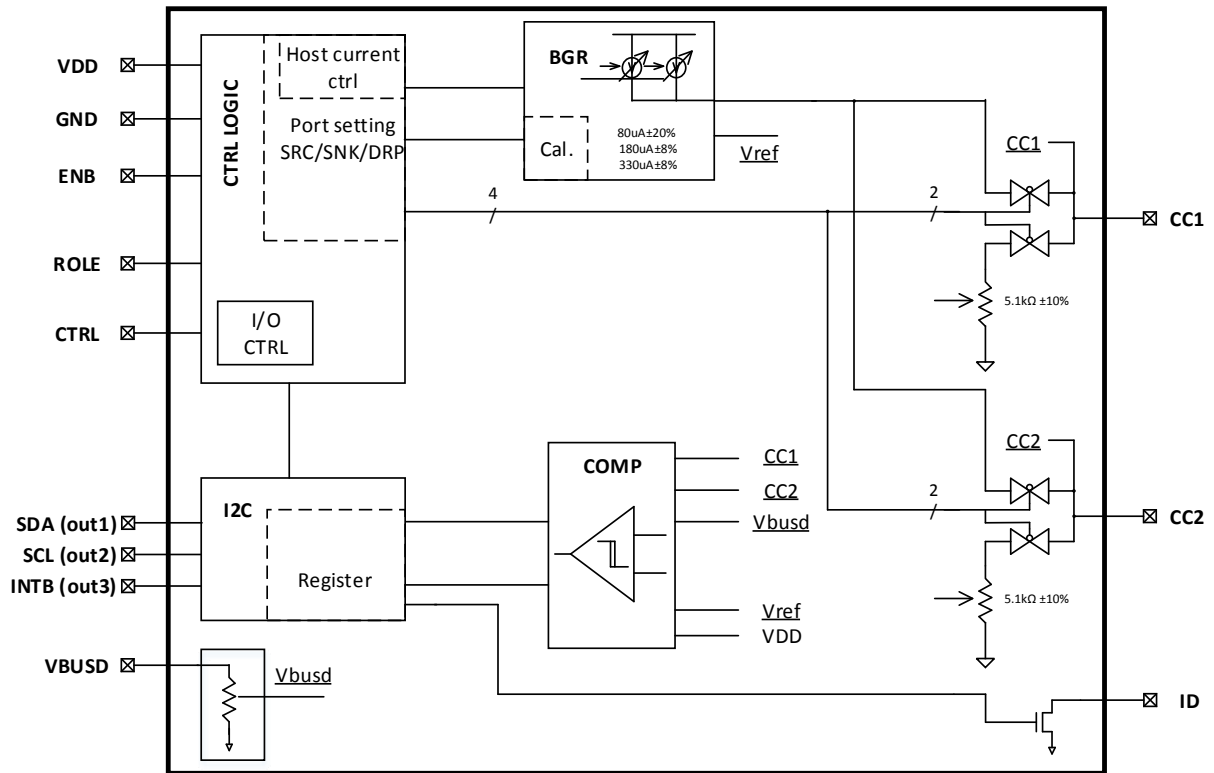 VDD
GND
ENB
ROLE
CTRL
CTRL LOGIC
Host current
ctrl
Port setting
SRC/SNK/DRP
I/O
CTRL
BGR
Cal.
80uA±20%
180uA±8%
330uA±8%
Vref
4
2
CC1
CC1
5.1kΩ ±10%
SDA (out1)
SCL (out2)
INTB (out3)
I2C
Register
COMP
CC1
CC2
Vbusd
Vref
VDD
2
CC2
CC2
5.1kΩ ±10%
VBUSD
Vbusd
ID